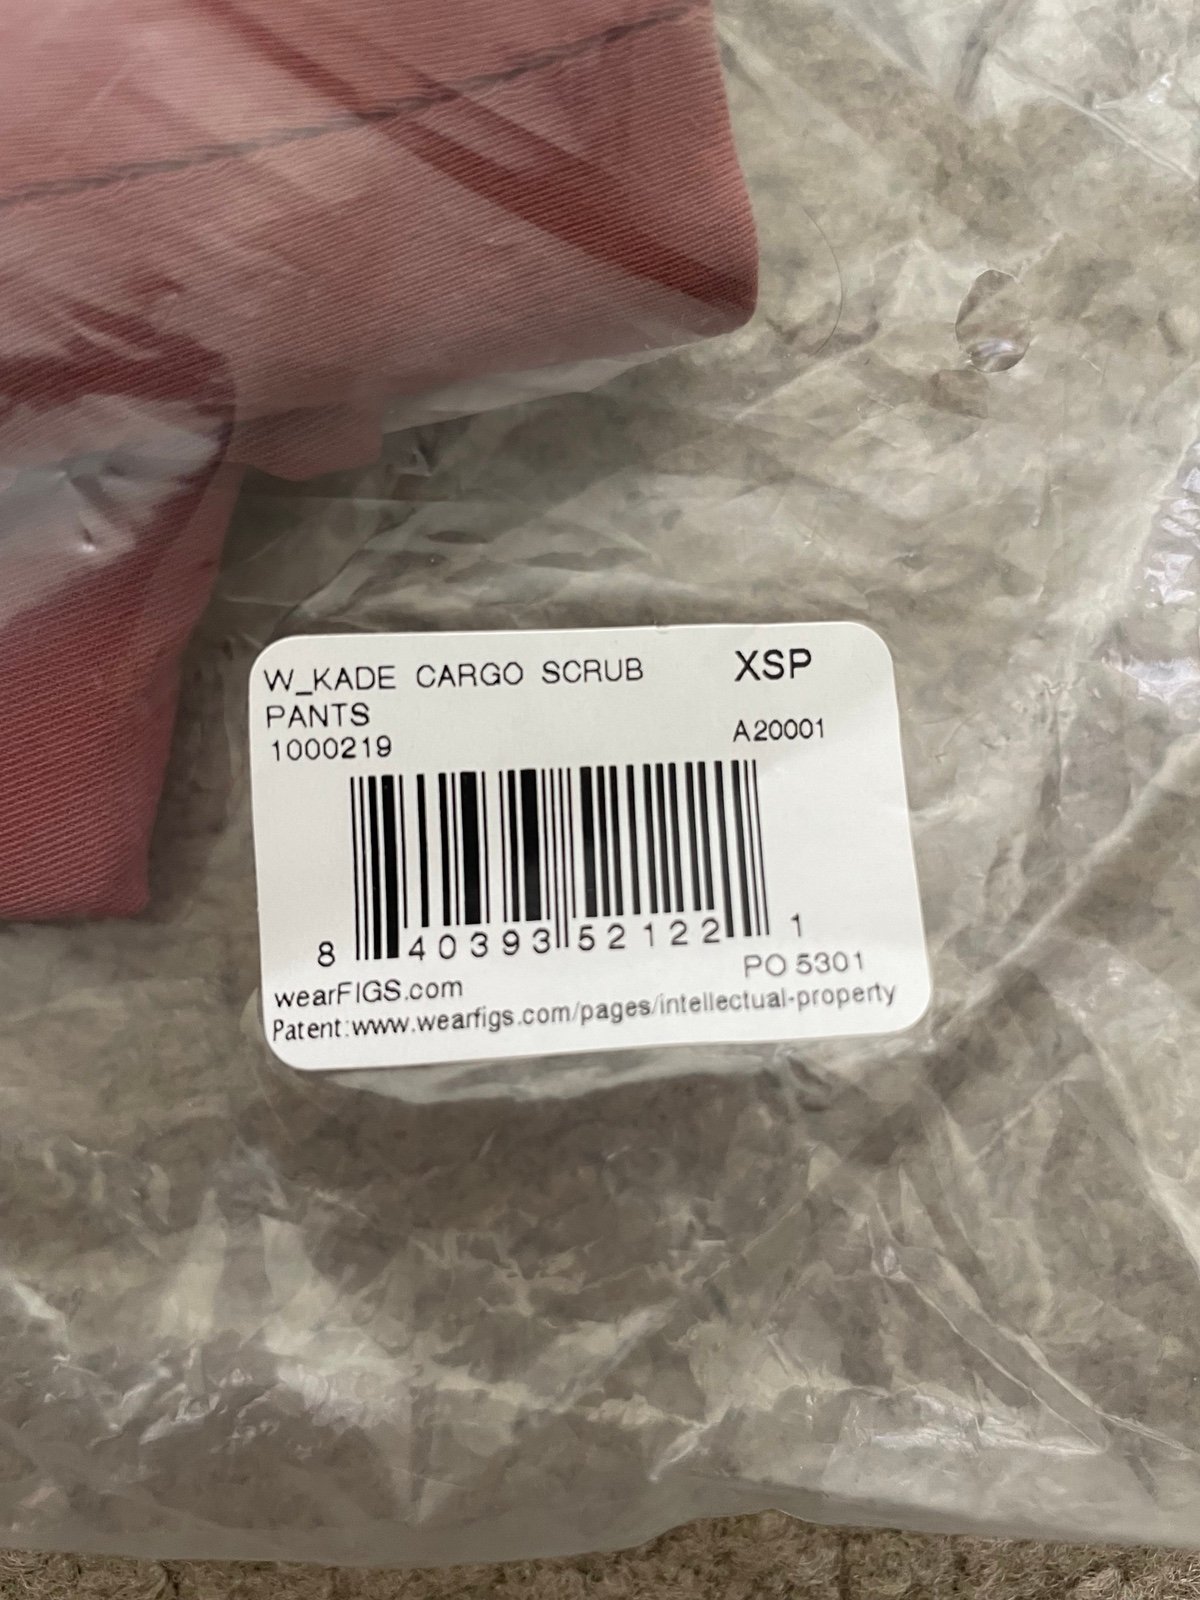 W_KADE CARGO SCRUB XSP
PANTS
1000219 A20001
8 40393 52122 1
PO 5301
wearFIGS.com
Patent:www.wearfigs.com/pages/intellectual-property